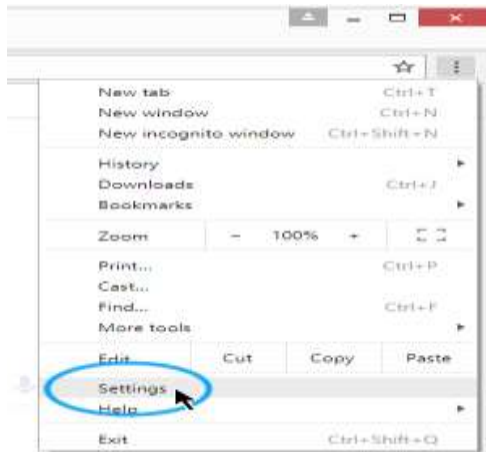 New tab Ctrl+T
New window Ctrl+N
New incognito window Ctrl+Shift+N
History
Downloads Ctrl+J
Bookmarks
Zoom - 100% +
Print... Ctrl+P
Cast...
Find... Ctrl+F
More tools
Edit Cut Copy Paste
Settings
Help
Exit Ctrl+Shift+Q